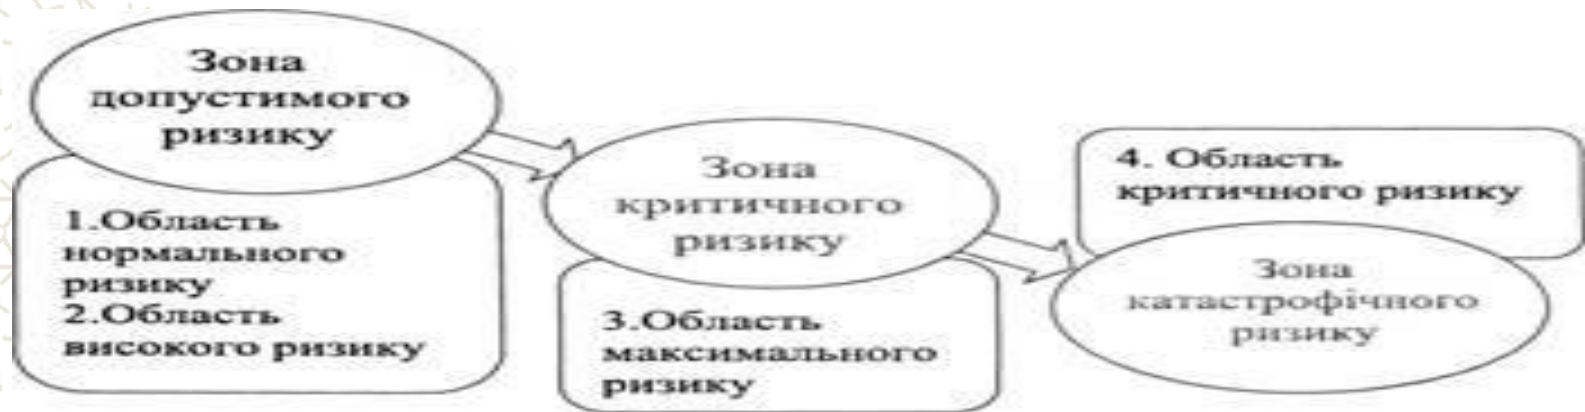 Зона
допустимого
ризику
1.Область
нормального
ризику
2.Область
високого ризику
Зона
критичного
ризику
3.Область
максимального
ризику
4. Область
критичного ризику
Зона
катастрофічного
ризику